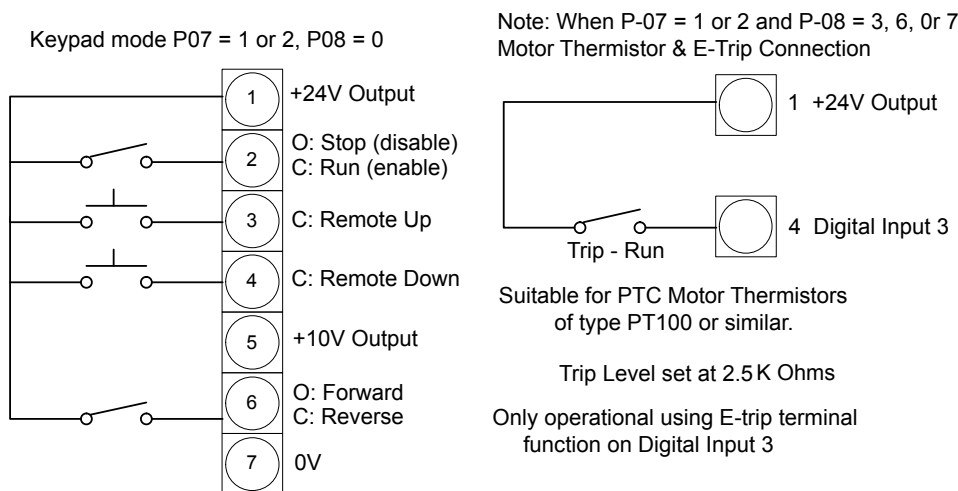 Keypad mode P07 = 1 or 2, P08 = 0
1 +24V Output
2 O: Stop (disable)
C: Run (enable)
3 C: Remote Up
4 C: Remote Down
5 +10V Output
6 O: Forward
C: Reverse
7 0V
Note: When P-07 = 1 or 2 and P-08 = 3, 6, 0r 7
Motor Thermistor & E-Trip Connection
1 +24V Output
4 Digital Input 3
Trip - Run
Suitable for PTC Motor Thermistors
of type PT100 or similar.
Trip Level set at 2.5K Ohms
Only operational using E-trip terminal
function on Digital Input 3